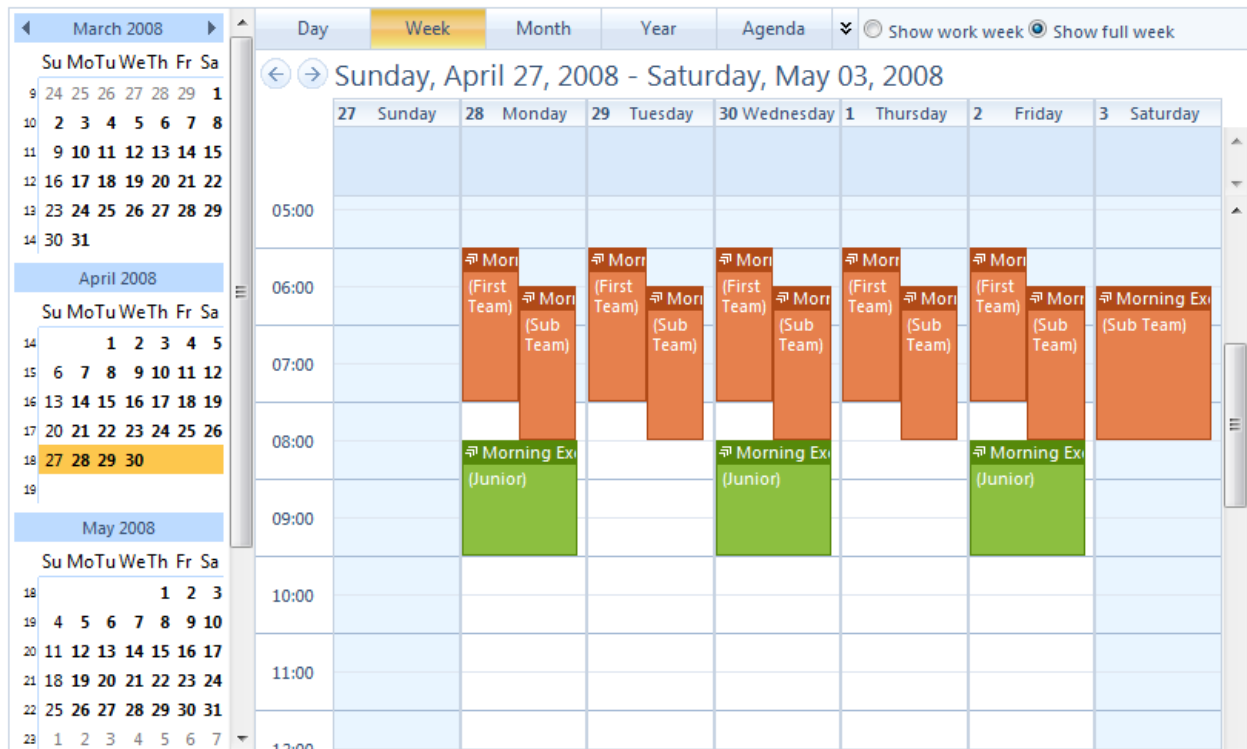 March 2008
Su Mo Tu We Th Fr Sa
9 24 25 26 27 28 29 1
10 2 3 4 5 6 7 8
11 9 10 11 12 13 14 15
12 16 17 18 19 20 21 22
13 23 24 25 26 27 28 29
14 30 31
April 2008
Su Mo Tu We Th Fr Sa
14 1 2 3 4 5
15 6 7 8 9 10 11 12
16 13 14 15 16 17 18 19
17 20 21 22 23 24 25 26
18 27 28 29 30
19
May 2008
Su Mo Tu We Th Fr Sa
18 1 2 3
19 4 5 6 7 8 9 10
20 11 12 13 14 15 16 17
21 18 19 20 21 22 23 24
22 25 26 27 28 29 30 31
23 1 2 3 4 5 6 7
Day Week Month Year Agenda Show work week Show full week
Sunday, April 27, 2008 - Saturday, May 03, 2008
27 Sunday 28 Monday 29 Tuesday 30 Wednesday 1 Thursday 2 Friday 3 Saturday
05:00
Morn Morn Morn Morn Morn
06:00 (First (First (First (First (First
Team) Team) Team) Team) Team)
Morn Morn Morn Morn Morn Morning Ex
(Sub (Sub (Sub (Sub (Sub (Sub Team)
Team) Team) Team) Team) Team)
07:00
08:00
Morning Ex Morning Ex Morning Ex
(Junior) (Junior) (Junior)
09:00
10:00
11:00
12:00